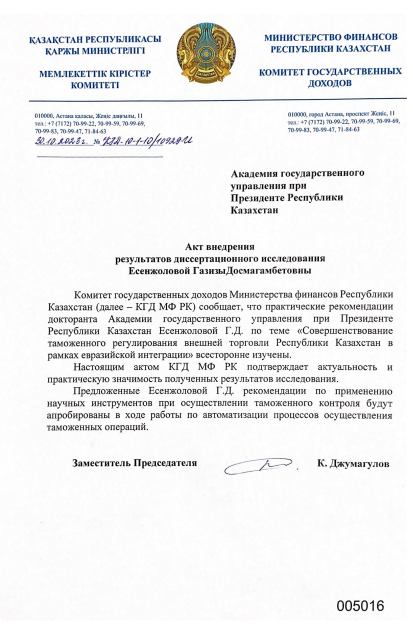 ҚАЗАҚСТАН РЕСПУБЛИКАСЫ
ҚАРЖЫ МИНИСТРЛІГІ
МЕМЛЕКЕТТІК КІРІСТЕР
КОМИТЕТІ
МИНИСТЕРСТВО ФИНАНСОВ
РЕСПУБЛИКИ КАЗАХСТАН
КОМИТЕТ ГОСУДАРСТВЕННЫХ
ДОХОДОВ
010000, Астана қаласы, Жеңіс даңғылы, 11
тел.: +7 (7172) 70-99-22, 70-99-59, 70-99-69,
70-99-83, 70-99-47, 71-84-63
010000, город Астана, проспект Женіс, 11
тел.: +7 (7172) 70-99-22, 70-99-59, 70-99-69,
70-99-83, 70-99-47, 71-84-63
30.10.2023г. №
Академия государственного
управления при
Президенте Республики
Казахстан
Акт внедрения
результатов диссертационного исследования
Есенжоловой ГазизыДосмагамбетовны
Комитет государственных доходов Министерства финансов Республики
Казахстан (далее – КГД МФ РК) сообщает, что практические рекомендации
докторанта Академии государственного управления при Президенте
Республики Казахстан Есенжоловой Г.Д. по теме «Совершенствование
таможенного регулирования внешней торговли Республики Казахстан в
рамках евразийской интеграции» всесторонне изучены.
Настоящим актом КГД МФ РК подтверждает актуальность и
практическую значимость полученных результатов исследования.
Предложенные Есенжоловой Г.Д. рекомендации по применению
научных инструментов при осуществлении таможенного контроля будут
апробированы в ходе работы по автоматизации процессов осуществления
таможенных операций.
Заместитель Председателя К. Джумагулов
005016